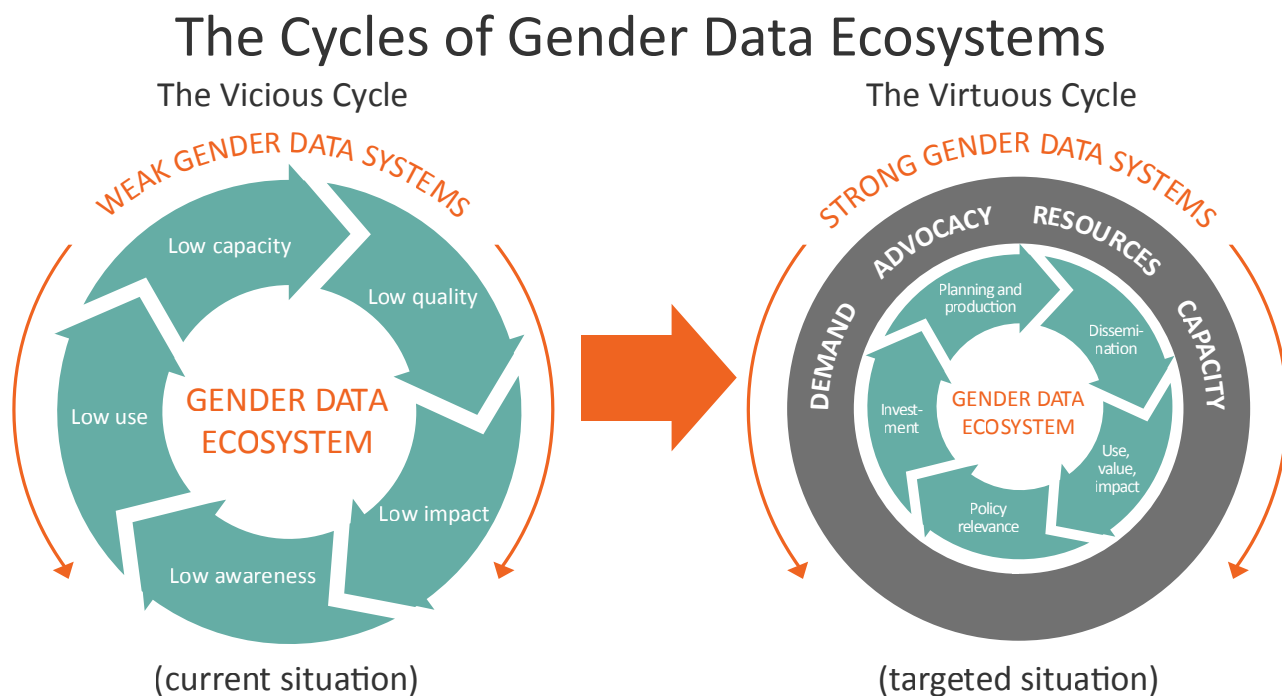 The Cycles of Gender Data Ecosystems
The Vicious Cycle
WEAK GENDER DATA SYSTEMS
Low capacity
Low quality
Low impact
Low awareness
Low use
GENDER DATA
ECOSYSTEM
(current situation)
The Virtuous Cycle
STRONG GENDER DATA SYSTEMS
DEMAND
ADVOCACY
RESOURCES
CAPACITY
Planning and
production
Dissemi-
nation
Use,
value,
impact
Policy
relevance
Invest-
ment
GENDER DATA
ECOSYSTEM
(targeted situation)